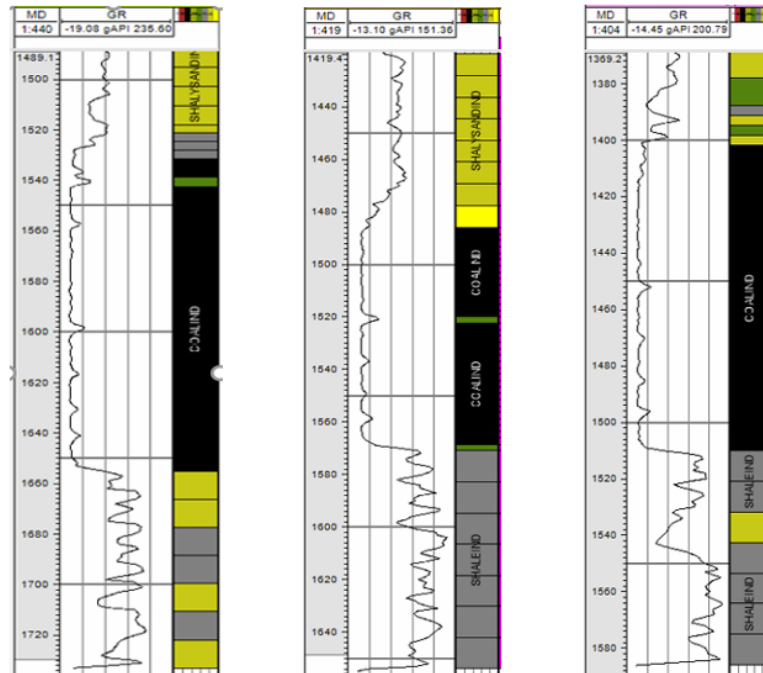 MD GR
1:440 -19.08 gAPI 235.60
1489.1
1500
1520
1540
1560
1580
1600
1620
1640
1660
1680
1700
1720
SHALYSANDIN
COALIND
MD GR
1:419 -13.10 gAPI 151.36
1419.4
1440
1460
1480
1500
1520
1540
1560
1580
1600
1620
1640
SHALYSANDIND
COALIND
COALIND
SHALEIND
MD GR
1:404 -14.45 gAPI 200.79
1369.2
1380
1400
1420
1440
1460
1480
1500
1520
1540
1560
1580
COALIND
SHALEIND
SHALEIND